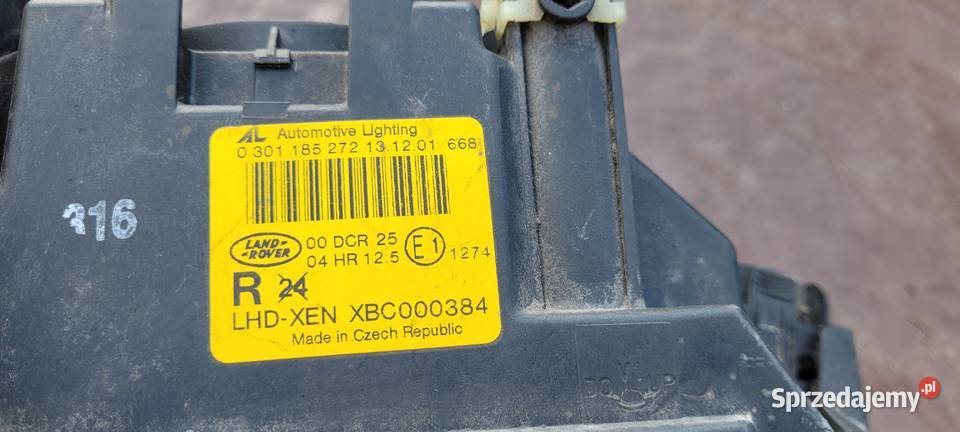 AL Automotive Lighting
0 301 185 272 13.12.01 668
316
LAND-
-ROVER
00 DCR 25
04 HR 12.5
E1
1274
R 24
LHD-XEN XBC000384
Made in Czech Republic
Sprzedajemy.pl